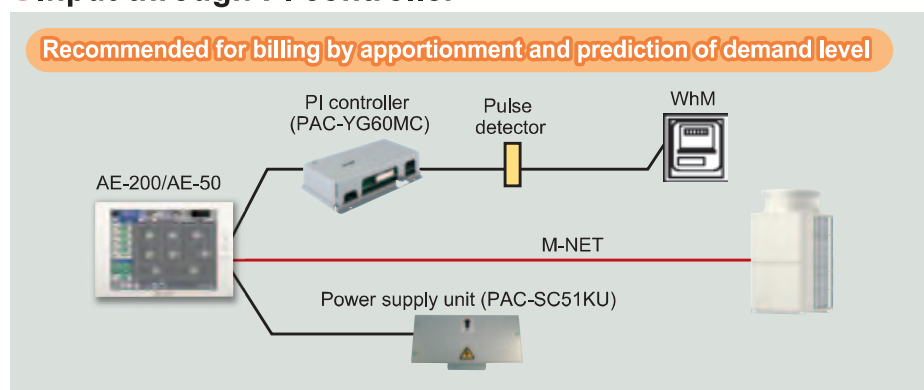 Recommended for billing by apportionment and prediction of demand level
PI controller
(PAC-YG60MC)
Pulse
detector
WhM
AE-200/AE-50
M-NET
Power supply unit (PAC-SC51KU)